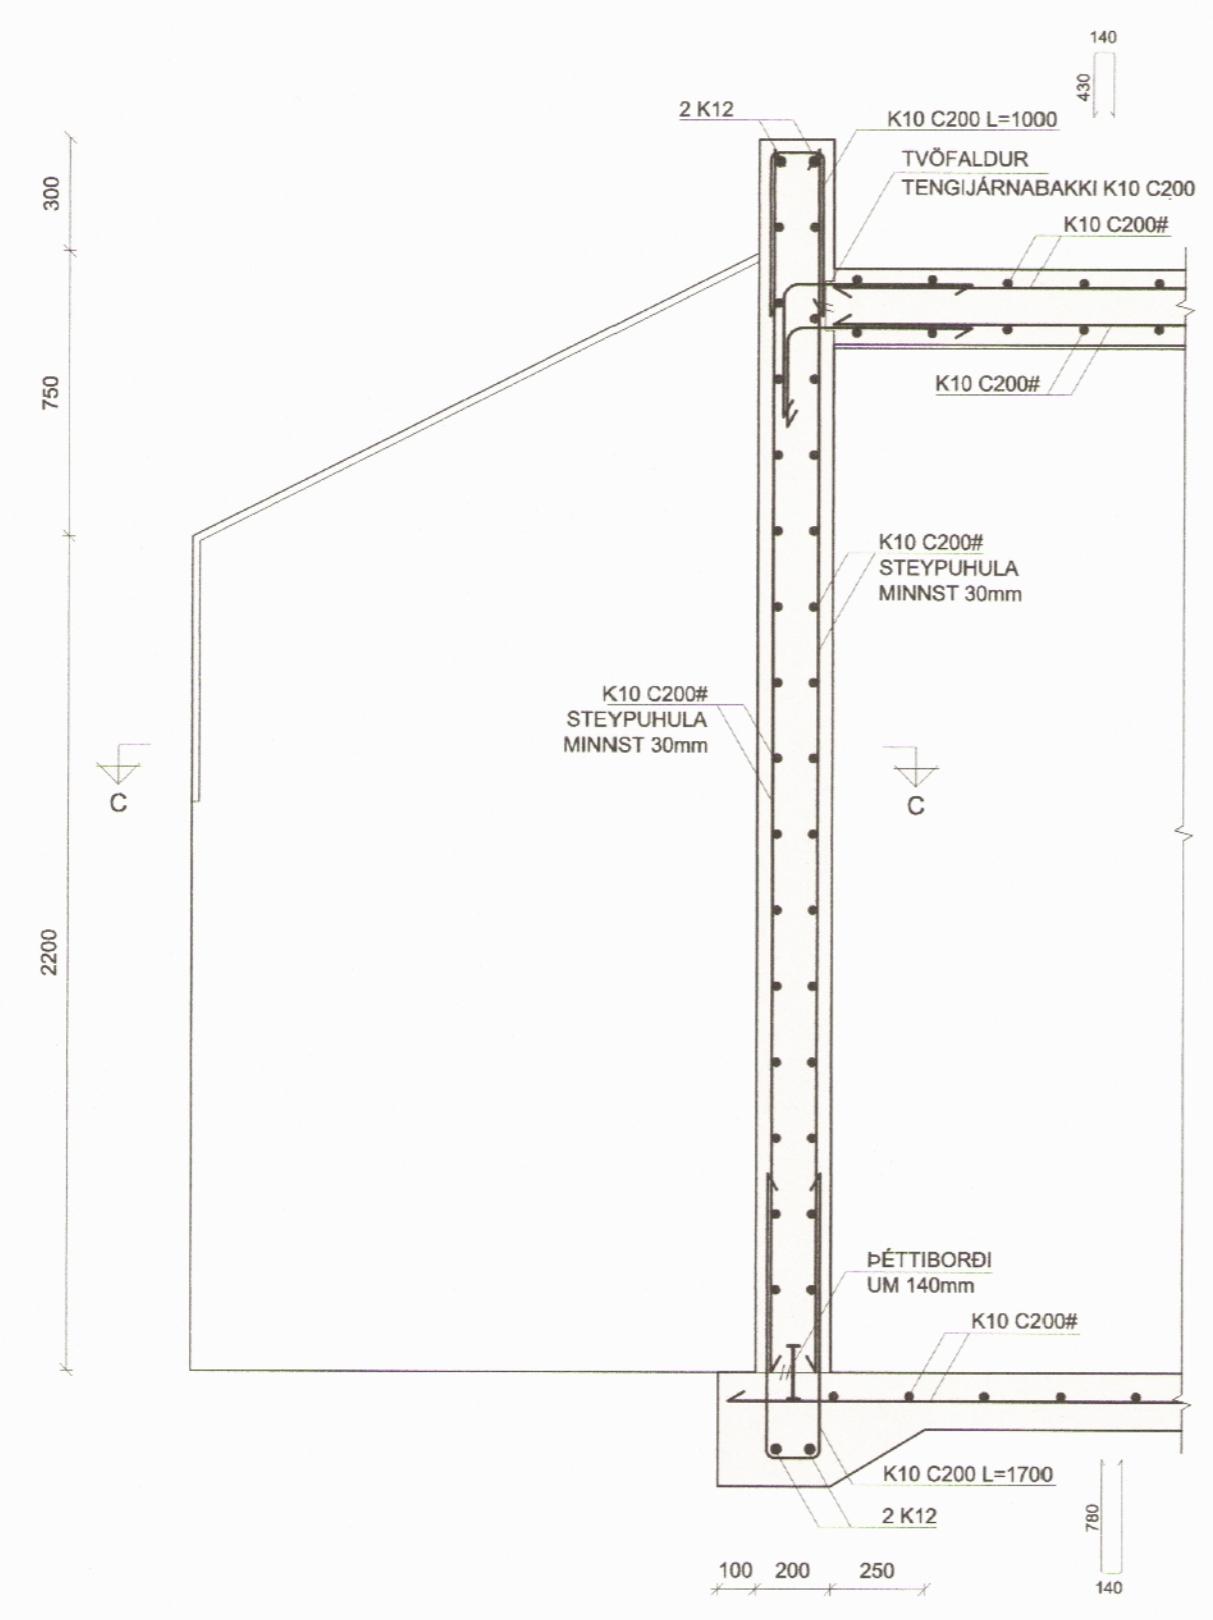 140
430
2 K12
K10 C200 L=1000
TVÖFALDUR
TENGIJÁRNABAKKI K10 C200
K10 C200#
300
750
K10 C200#
K10 C200#
STEYPUHULA
MINNST 30mm
K10 C200#
STEYPUHULA
MINNST 30mm
C
C
2200
ÞÉTTIBORÐI
UM 140mm
K10 C200#
K10 C200 L=1700
2 K12
780
140
100 200 250